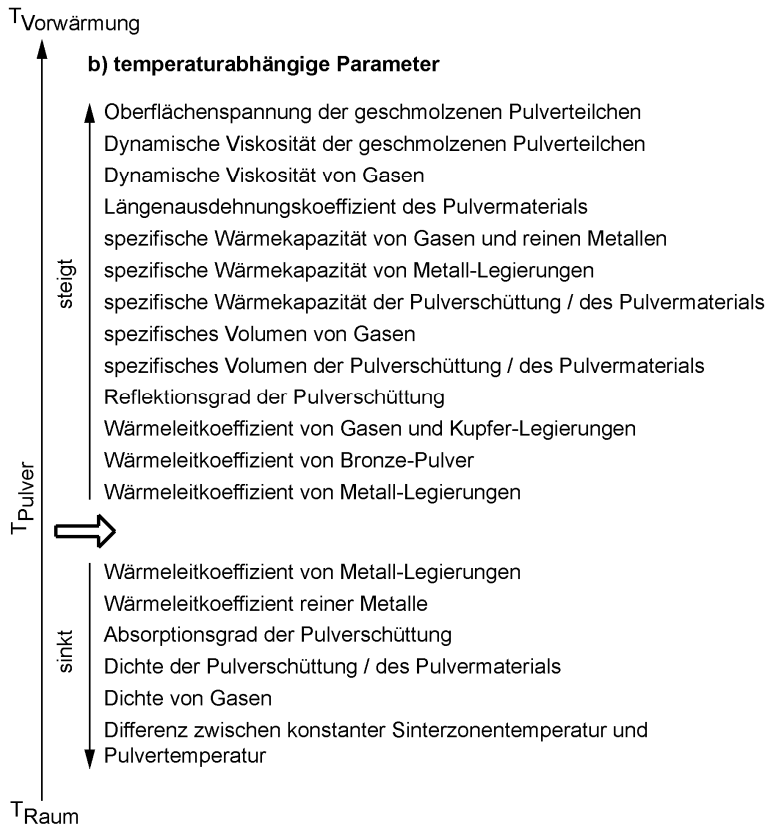 TVorwärmung
b) temperaturabhängige Parameter
Oberflächenspannung der geschmolzenen Pulverteilchen
Dynamische Viskosität der geschmolzenen Pulverteilchen
Dynamische Viskosität von Gasen
Längenausdehnungskoeffizient des Pulvermaterials
spezifische Wärmekapazität von Gasen und reinen Metallen
spezifische Wärmekapazität von Metall-Legierungen
spezifische Wärmekapazität der Pulverschüttung / des Pulvermaterials
spezifisches Volumen von Gasen
spezifisches Volumen der Pulverschüttung / des Pulvermaterials
Reflektionsgrad der Pulverschüttung
Wärmeleitkoeffizient von Gasen und Kupfer-Legierungen
Wärmeleitkoeffizient von Bronze-Pulver
Wärmeleitkoeffizient von Metall-Legierungen
steigt
TPulver
Wärmeleitkoeffizient von Metall-Legierungen
Wärmeleitkoeffizient reiner Metalle
Absorptionsgrad der Pulverschüttung
Dichte der Pulverschüttung / des Pulvermaterials
Dichte von Gasen
Differenz zwischen konstanter Sinterzonentemperatur und
Pulvertemperatur
sinkt
TRaum